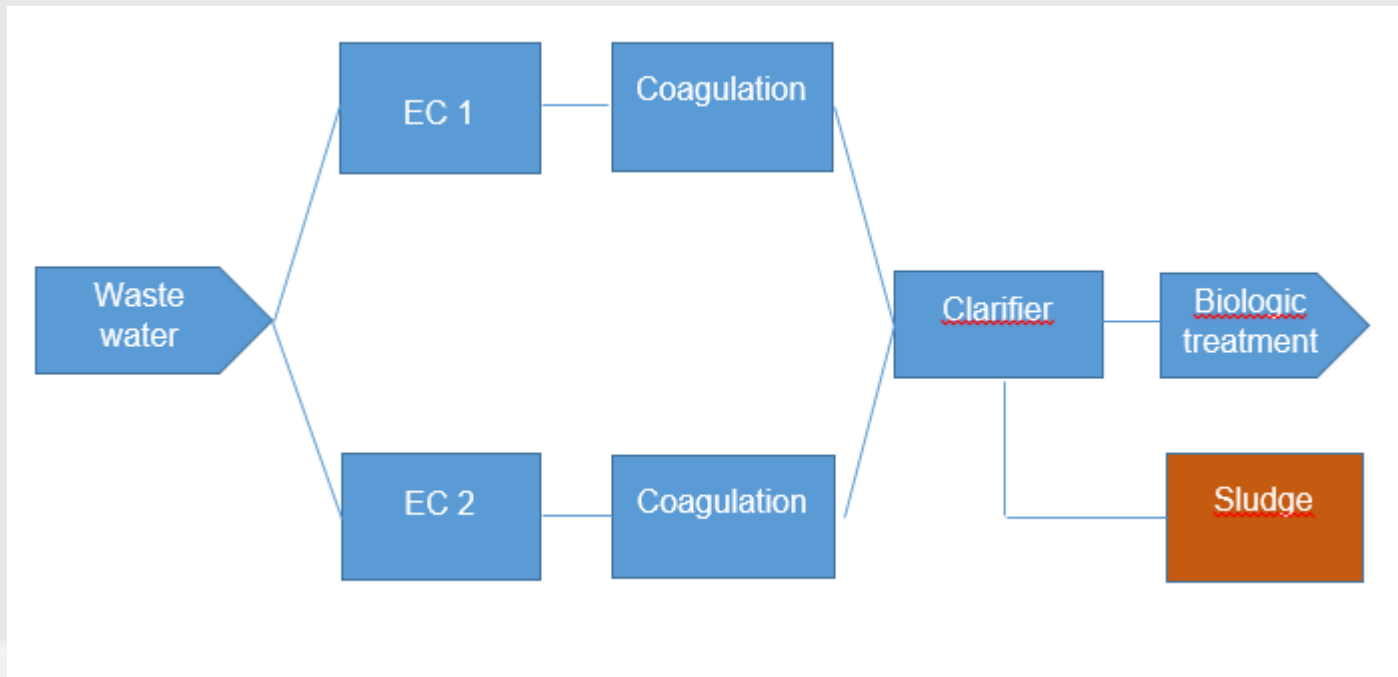 EC 1
Coagulation
Waste
water
Clarifier
Biologic
treatment
EC 2
Coagulation
Sludge